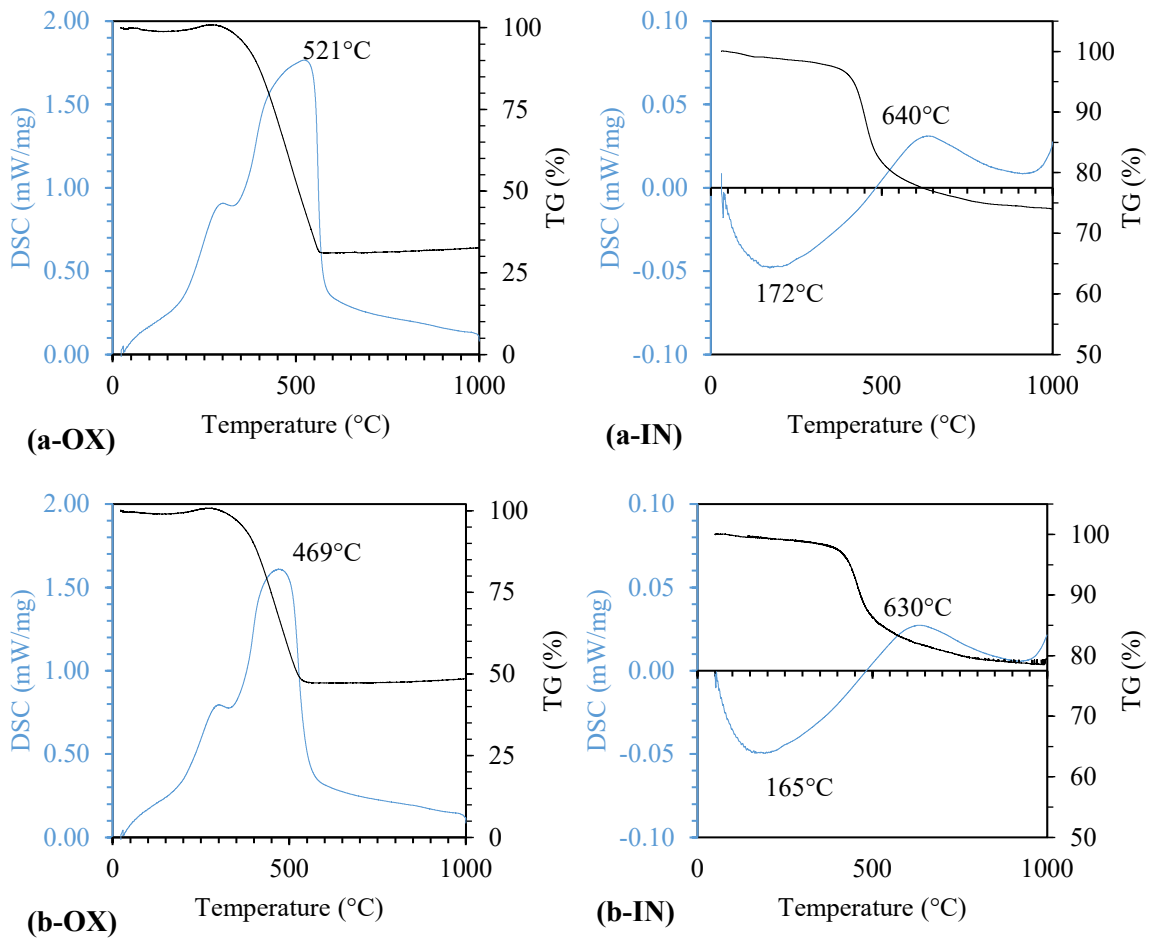 2.00
1.50
1.00
0.50
0.00
DSC (mW/mg)
521°C
100
75
50
25
0
TG (%)
0
500
1000
Temperature (°C)
(a-OX)
0.10
0.05
0.00
-0.05
-0.10
DSC (mW/mg)
640°C
172°C
100
90
80
70
60
50
TG (%)
0
500
1000
Temperature (°C)
(a-IN)
2.00
1.50
1.00
0.50
0.00
DSC (mW/mg)
469°C
100
75
50
25
0
TG (%)
0
500
1000
Temperature (°C)
(b-OX)
0.10
0.05
0.00
-0.05
-0.10
DSC (mW/mg)
630°C
165°C
100
90
80
70
60
50
TG (%)
0
500
1000
Temperature (°C)
(b-IN)